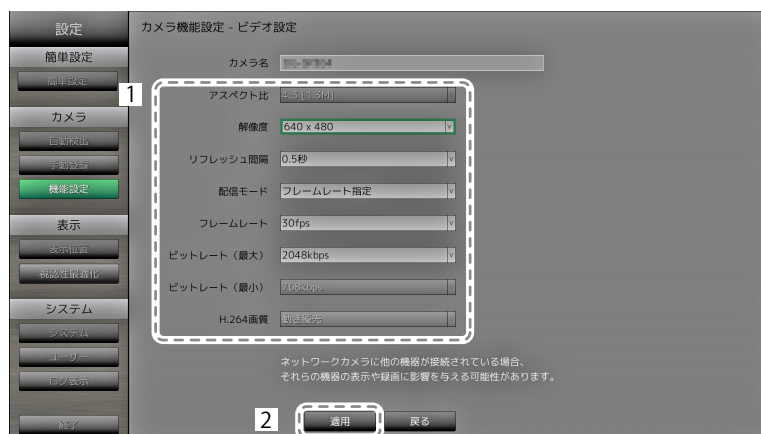 設定
カメラ機能設定 - ビデオ設定
簡単設定
簡単設定
カメラ
自動検出
手動登録
機能設定
表示
表示位置
視認性最適化
システム
システム
ユーザー
ログ表示
終了
カメラ名
1
アスペクト比 4:3 [1.3M]
解像度 640 x 480
リフレッシュ間隔 0.5秒
配信モード フレームレート指定
フレームレート 30fps
ビットレート（最大） 2048kbps
ビットレート（最小） 768kbps
H.264画質 動き優先
ネットワークカメラに他の機器が接続されている場合、
それらの機器の表示や録画に影響を与える可能性があります。
2
適用 戻る